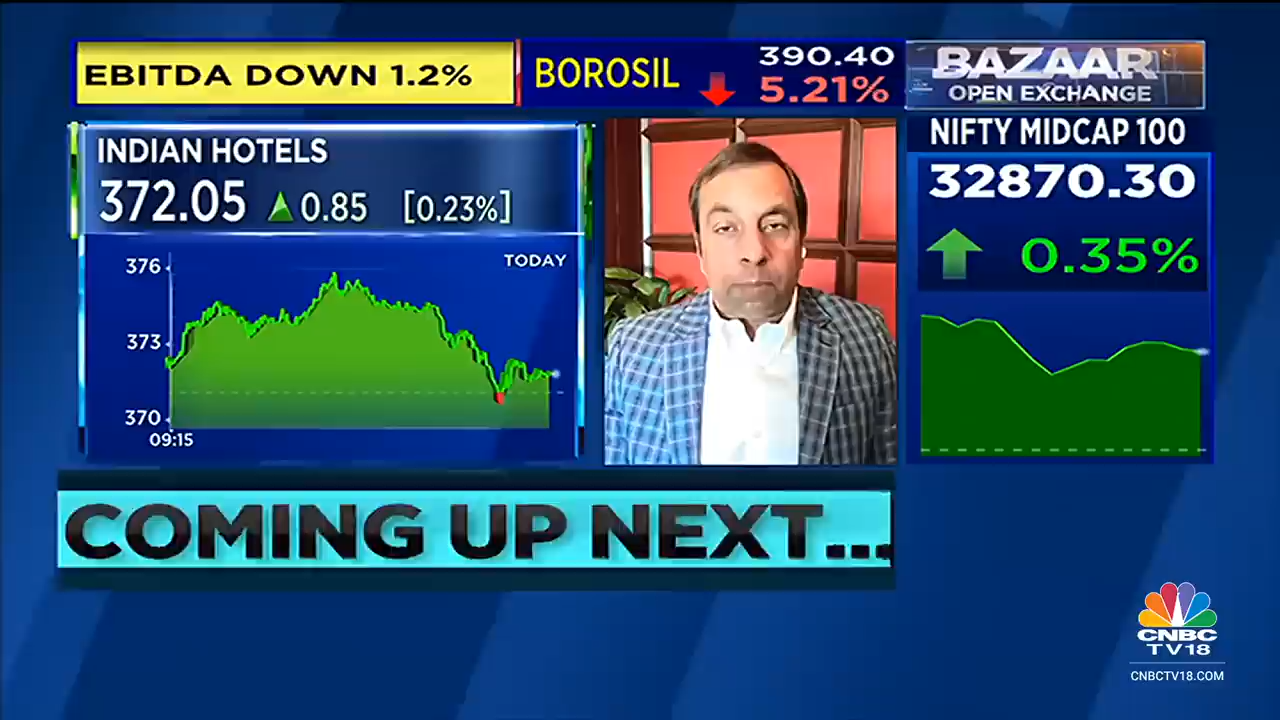 EBITDA DOWN 1.2%
BOROSIL
390.40
5.21%
BAZAAR
OPEN EXCHANGE
INDIAN HOTELS
372.05 ▲ 0.85 [0.23%]
TODAY
376
373
370
09:15
NIFTY MIDCAP 100
32870.30
0.35%
COMING UP NEXT...
CNBC
TV18
CNBCTV18.COM